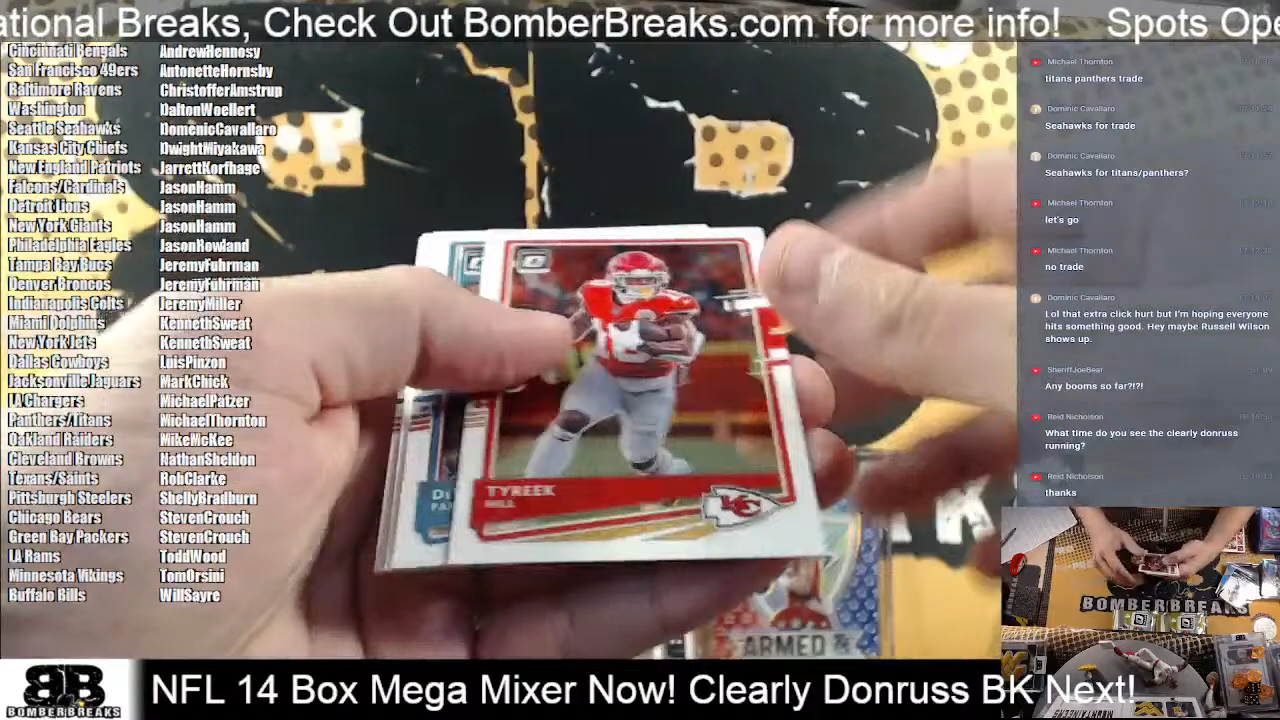 ational Breaks, Check Out BomberBreaks.com for more info! Spots Ope
Cincinnati Bengals AndrewHennosy
San Francisco 49ers AntonetteHornsby
Baltimore Ravens ChristofferAmstrup
Washington DaltonWoellert
Seattle Seahawks DomenicCavallaro
Kansas City Chiefs DwightMiyakawa
New England Patriots JarrettKorfhage
Falcons/Cardinals JasonHamm
Detroit Lions JasonHamm
New York Giants JasonHamm
Philadelphia Eagles JasonHowland
Tampa Bay Bucs JeremyFuhrman
Denver Broncos JeremyFuhrman
Indianapolis Colts JeremyMiller
Miami Dolphins KennethSweat
New York Jets KennethSweat
Dallas Cowboys LuisPinzon
Jacksonville Jaguars MarkChick
LA Chargers MichaelPatzer
Panthers/Titans MichaelThornton
Oakland Raiders MikeMcKee
Cleveland Browns NathanSheldon
Texans/Saints RobClarke
Pittsburgh Steelers ShellyBradburn
Chicago Bears StevenCrouch
Green Bay Packers StevenCrouch
LA Rams ToddWood
Minnesota Vikings TomOrsini
Buffalo Bills WillSayre
TYREEK
HILL
KC
ARMED
Michael Thornton
titans panthers trade
Dominic Cavallaro
Seahawks for trade
Dominic Cavallaro
Seahawks for titans/panthers?
Michael Thornton
let's go
Michael Thornton
no trade
Dominic Cavallaro
Lol that extra click hurt but I'm hoping everyone
hits something good. Hey maybe Russell Wilson
shows up.
SheriffJoeBear
Any booms so far?!?!
Reid Nicholson
What time do you see the clearly donruss
running?
Reid Nicholson
thanks
BOMBERBREAKS
BB
BOMBERBREAKS
NFL 14 Box Mega Mixer Now! Clearly Donruss BK Next!